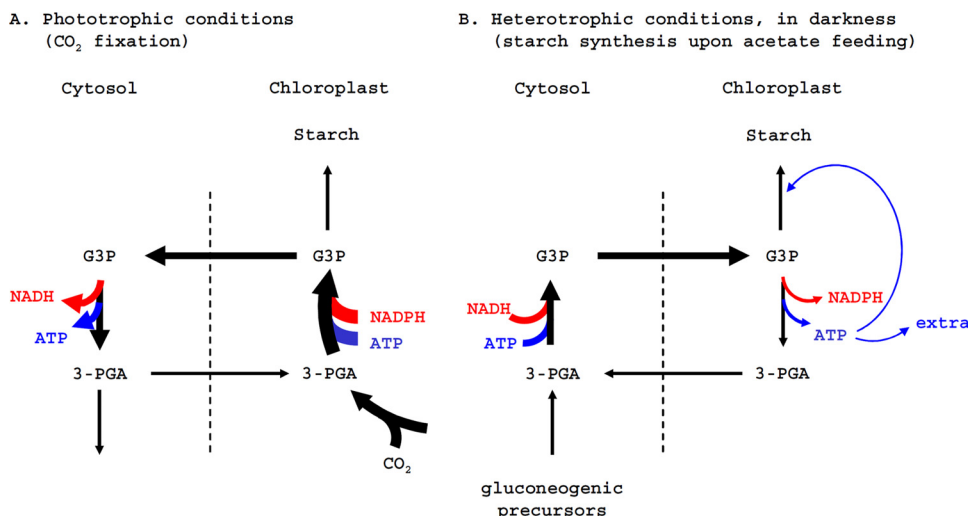 A. Phototrophic conditions
(CO₂ fixation)
Cytosol
Chloroplast
Starch
G3P
G3P
NADH
ATP
NADPH
ATP
3-PGA
3-PGA
CO₂
B. Heterotrophic conditions, in darkness
(starch synthesis upon acetate feeding)
Cytosol
Chloroplast
Starch
G3P
G3P
NADH
ATP
NADPH
ATP
extra
3-PGA
3-PGA
gluconeogenic
precursors